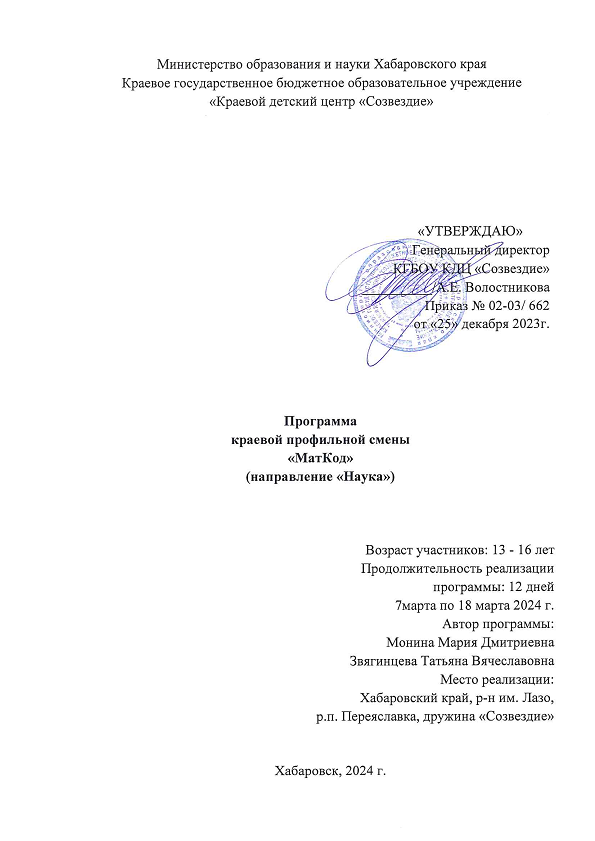 Министерство образования и науки Хабаровского края
Краевое государственное бюджетное образовательное учреждение
«Краевой детский центр «Созвездие»
«УТВЕРЖДАЮ»
Генеральный директор
КГБОУ КДЦ «Созвездие»
А.Е. Волостникова
Приказ № 02-03/ 662
от «25» декабря 2023г.
Программа
краевой профильной смены
«МатКод»
(направление «Наука»)
Возраст участников: 13 - 16 лет
Продолжительность реализации
программы: 12 дней
7марта по 18 марта 2024 г.
Автор программы:
Монина Мария Дмитриевна
Звягинцева Татьяна Вячеславовна
Место реализации:
Хабаровский край, р-н им. Лазо,
р.п. Переяславка, дружина «Созвездие»
Хабаровск, 2024 г.